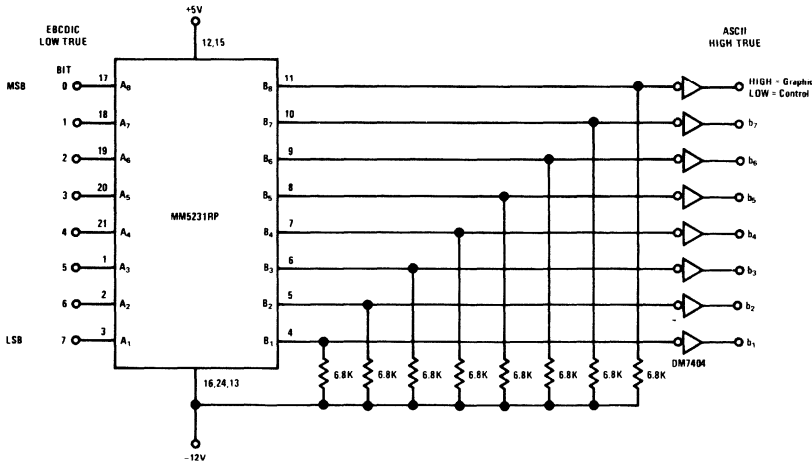 +5V
EBCDIC
LOW TRUE
ASCII
HIGH TRUE
12,15
BIT
MSB 0 17 A8 B8 11 HIGH = Graphic
LOW = Control
1 18 A7 B7 10 b7
2 19 A6 B6 9 b6
3 20 A5 B5 8 b5
MM5231RP
4 21 A4 B4 7 b4
5 1 A3 B3 6 b3
6 2 A2 B2 5 b2
LSB 7 3 A1 B1 4 b1
DM7404
6.8K 6.8K 6.8K 6.8K 6.8K 6.8K 6.8K 6.8K
16,24,13
-12V